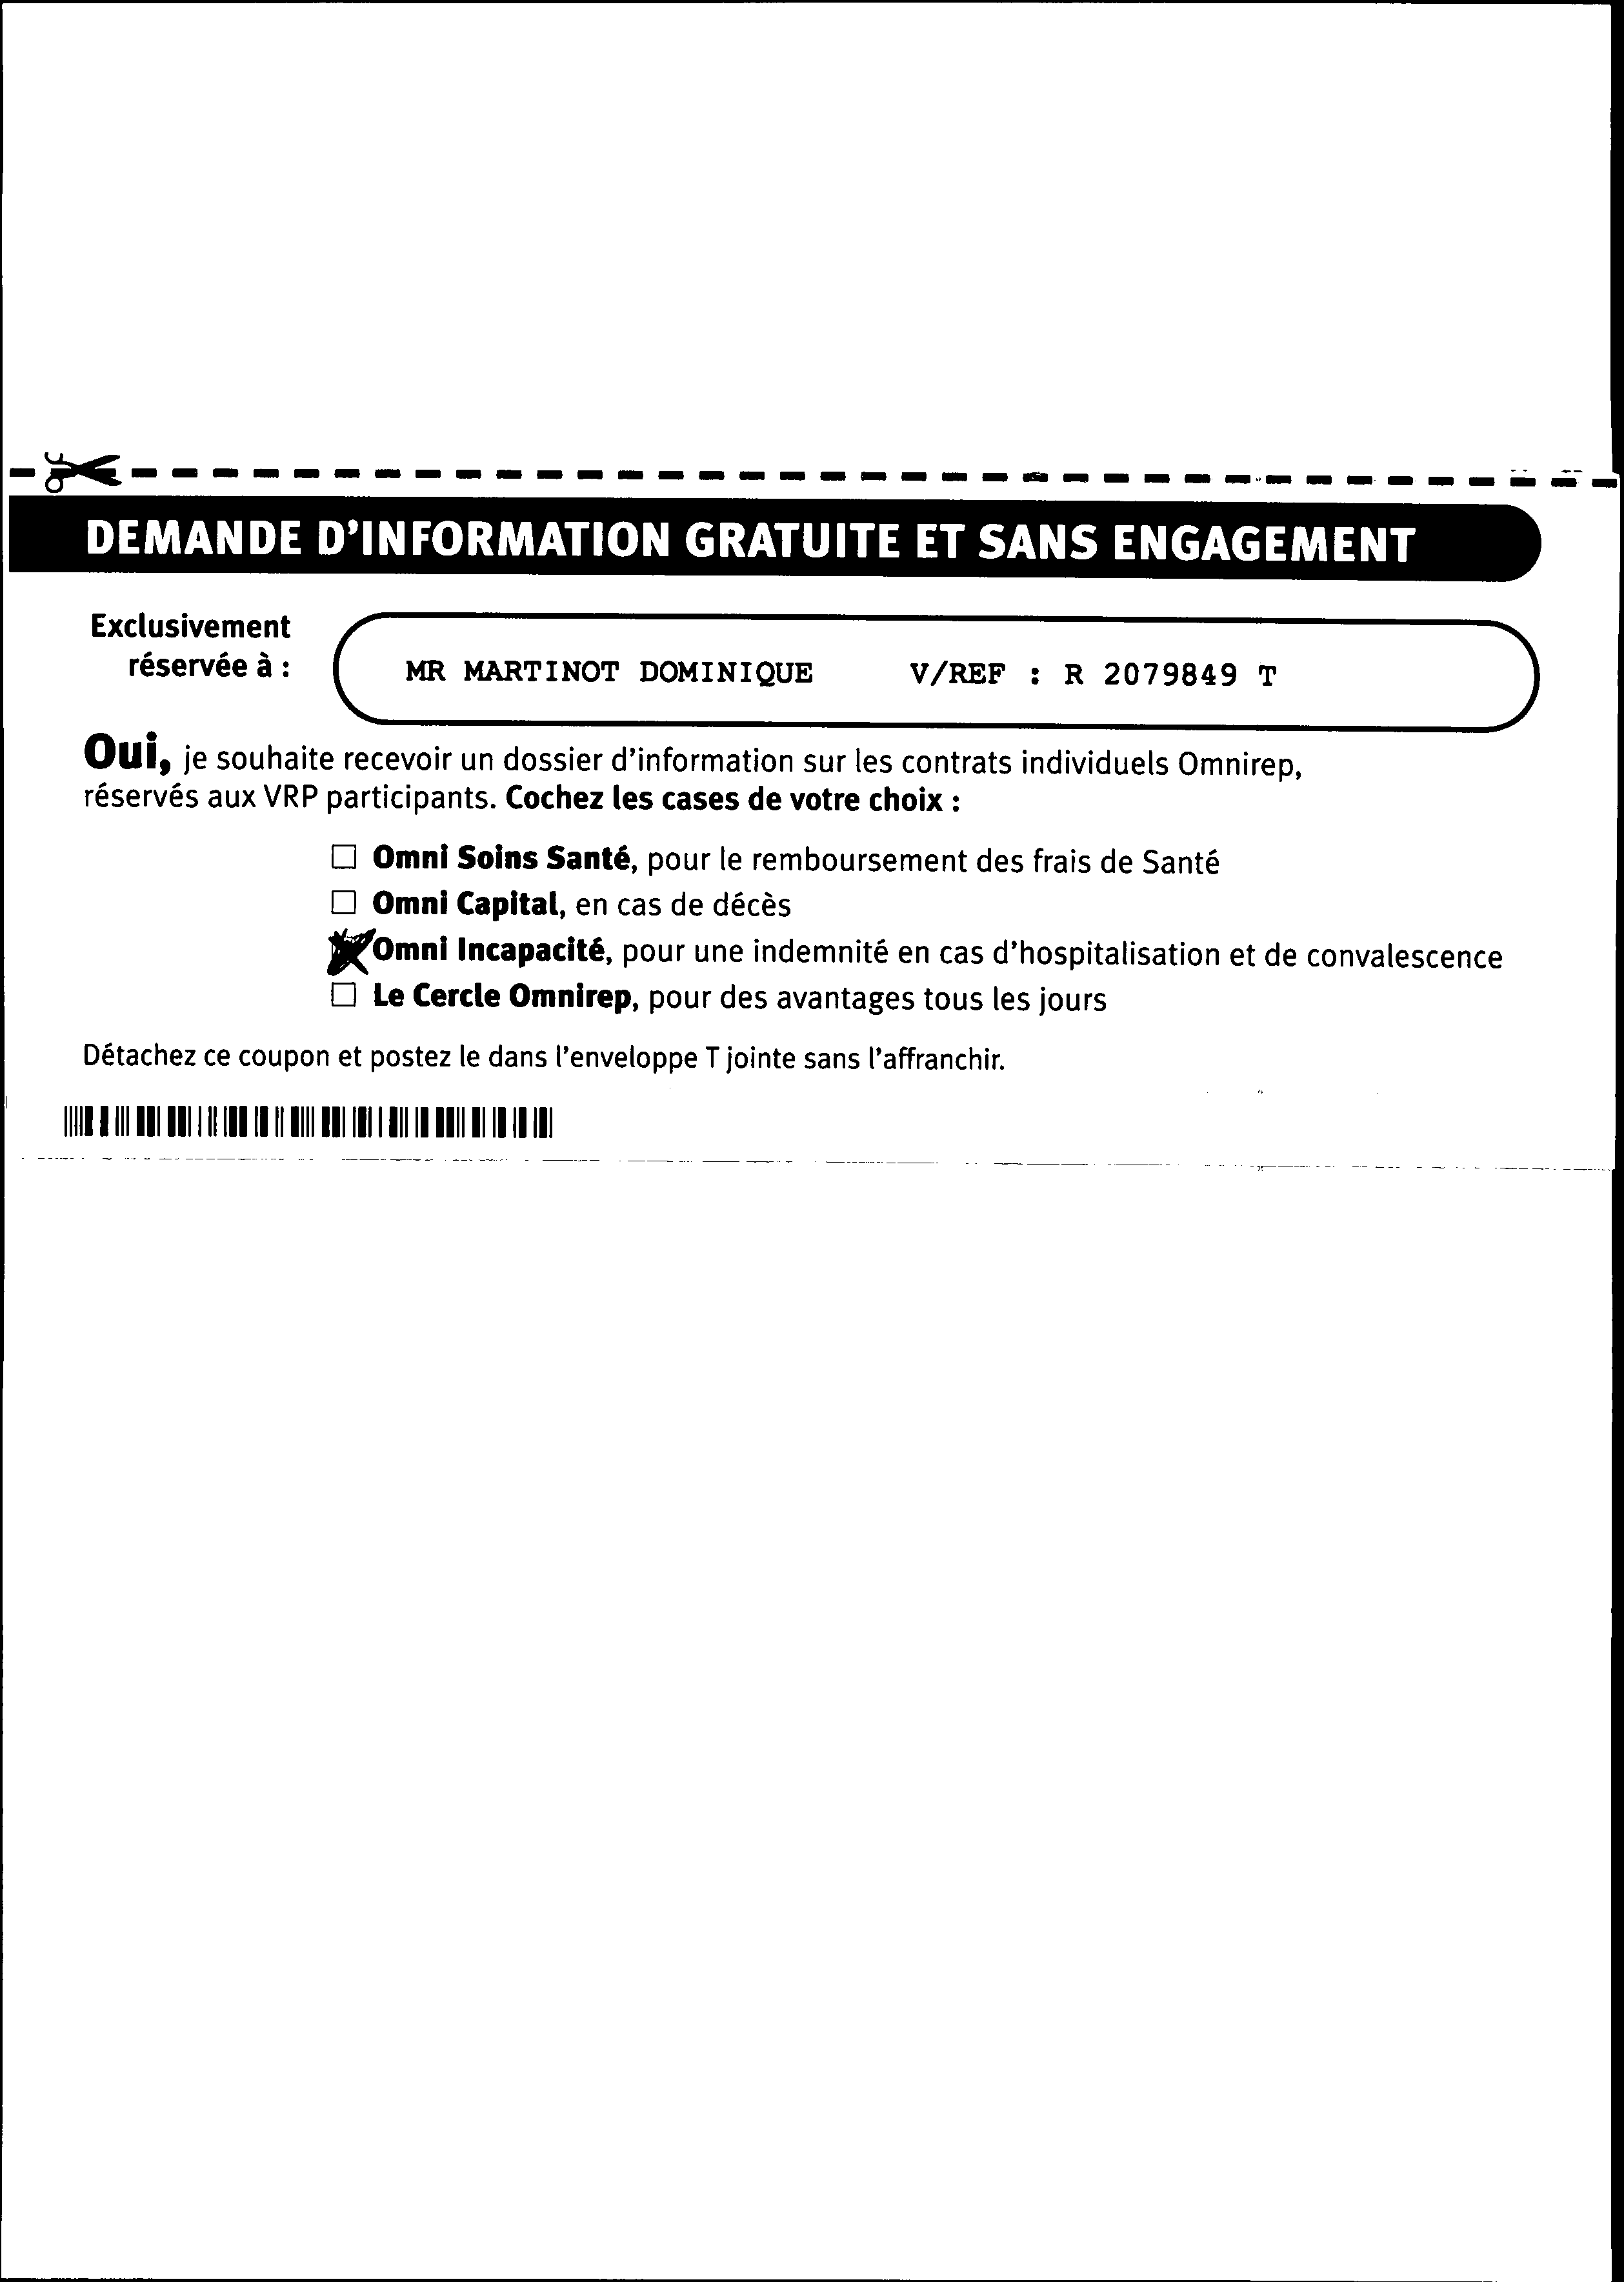 DEMANDE D'INFORMATION GRATUITE ET SANS ENGAGEMENT
Exclusivement
réservée à :
MR MARTINOT DOMINIQUE V/REF : R 2079849 T
Oui, je souhaite recevoir un dossier d'information sur les contrats individuels Omnirep,
réservés aux VRP participants. Cochez les cases de votre choix :
☐ Omni Soins Santé, pour le remboursement des frais de Santé
☐ Omni Capital, en cas de décès
☒ Omni Incapacité, pour une indemnité en cas d'hospitalisation et de convalescence
☐ Le Cercle Omnirep, pour des avantages tous les jours
Détachez ce coupon et postez le dans l'enveloppe T jointe sans l'affranchir.